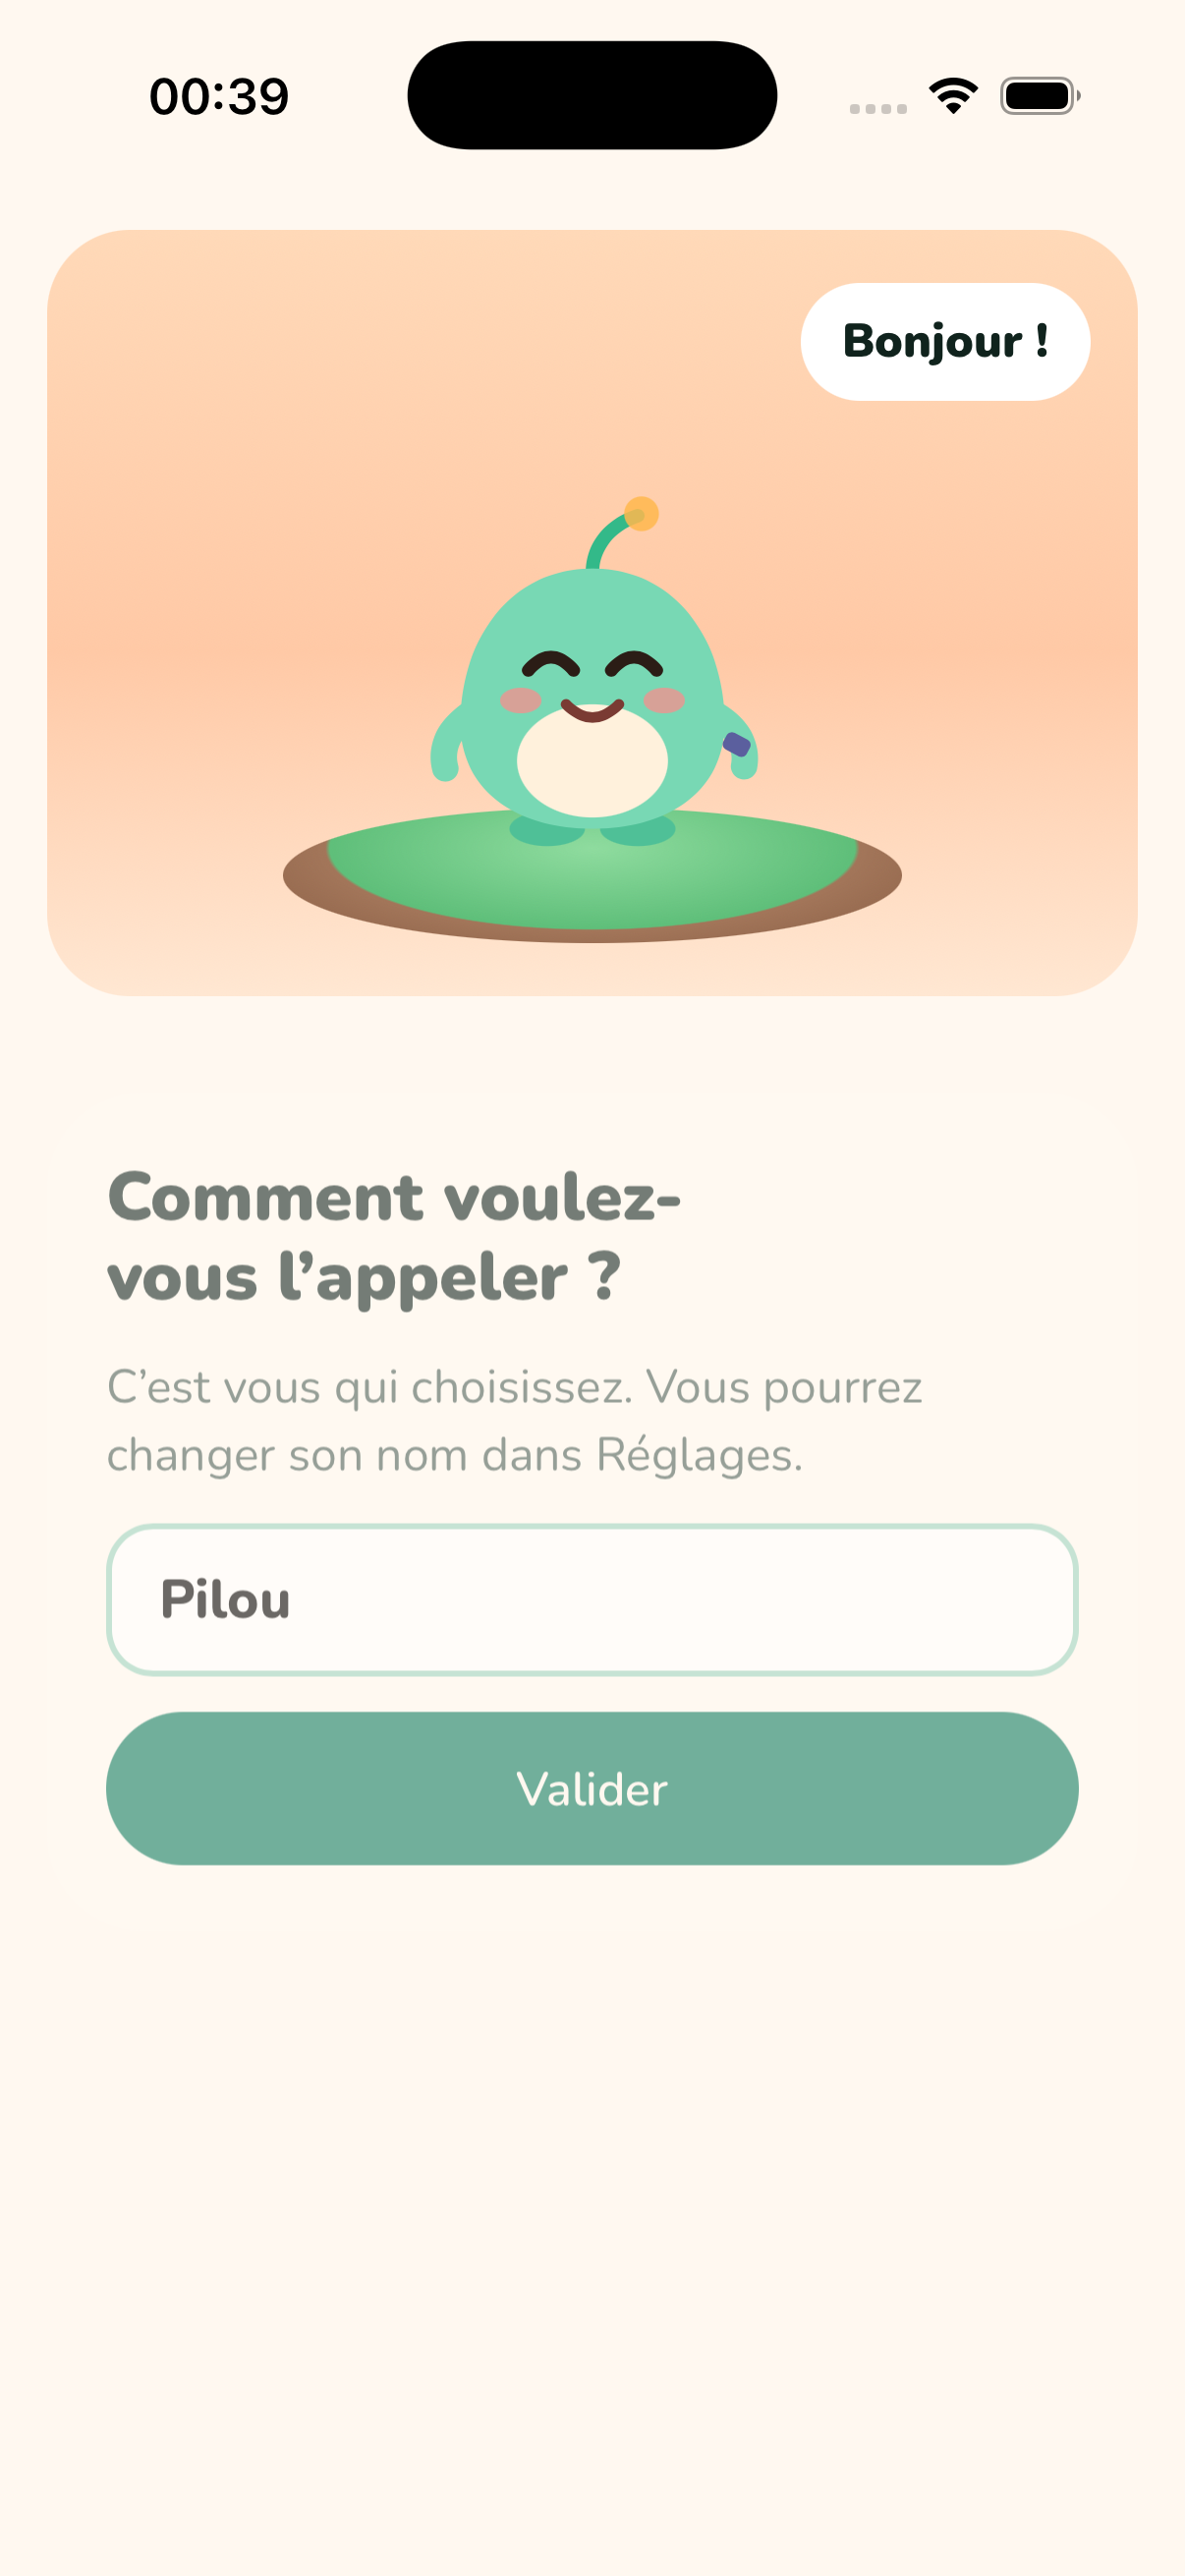 00:39
Bonjour !
Comment voulez-
vous l’appeler ?
C’est vous qui choisissez. Vous pourrez
changer son nom dans Réglages.
Pilou
Valider